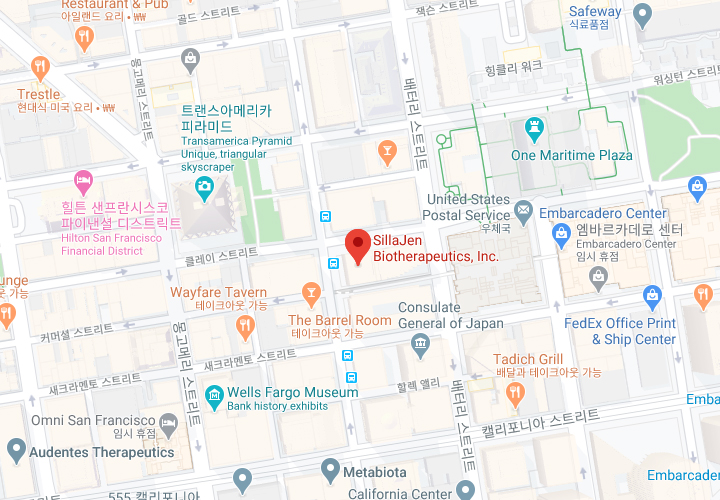 Restaurant & Pub
아일랜드 요리 • ₩₩
골드 스트리트
잭슨 스트리트
Safeway
식료품점
Trestle
현대식 미국 요리 • ₩₩
몽고메리 스트리트
배터리 스트리트
힝클리 워크
워싱턴 스트리트
트랜스아메리카
피라미드
Transamerica Pyramid
Unique, triangular
skyscraper
One Maritime Plaza
힐튼 샌프란시스코
파이낸셜 디스트릭트
Hilton San Francisco
Financial District
United States
Postal Service
우체국
Embarcadero Center
엠바르카데로 센터
Embarcadero Center
임시 휴점
클레이 스트리트
SillaJen
Biotherapeutics, Inc.
unge
크아웃 가능
Wayfare Tavern
테이크아웃 가능
The Barrel Room
테이크아웃 가능
Consulate
General of Japan
FedEx Office Print
& Ship Center
커머셜 스트리트
몽고메리 스트리트
새크라멘토 스트리트
새크라멘토 스트리트
Tadich Grill
배달과 테이크아웃 가능
할렉 앨리
배터리 스트리트
Wells Fargo Museum
Bank history exhibits
Emba
Omni San Francisco
임시 휴점
캘리포니아 스트리트
Audentes Therapeutics
Metabiota
Embarcadero
555 캘리포니아
California Center